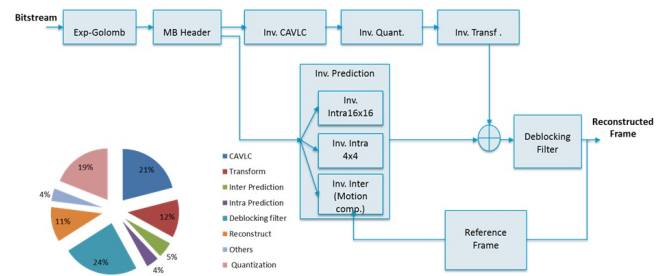 Bitstream
Exp-Golomb
MB Header
Inv. CAVLC
Inv. Quant.
Inv. Transf .
Inv. Prediction
Inv.
Intra16x16
Inv. Intra
4x4
Inv. Inter
(Motion
comp.)
Deblocking
Filter
Reconstructed
Frame
Reference
Frame
21%
12%
5%
4%
24%
11%
4%
19%
CAVLC
Transform
Inter Prediction
Intra Prediction
Deblocking filter
Reconstruct
Others
Quantization